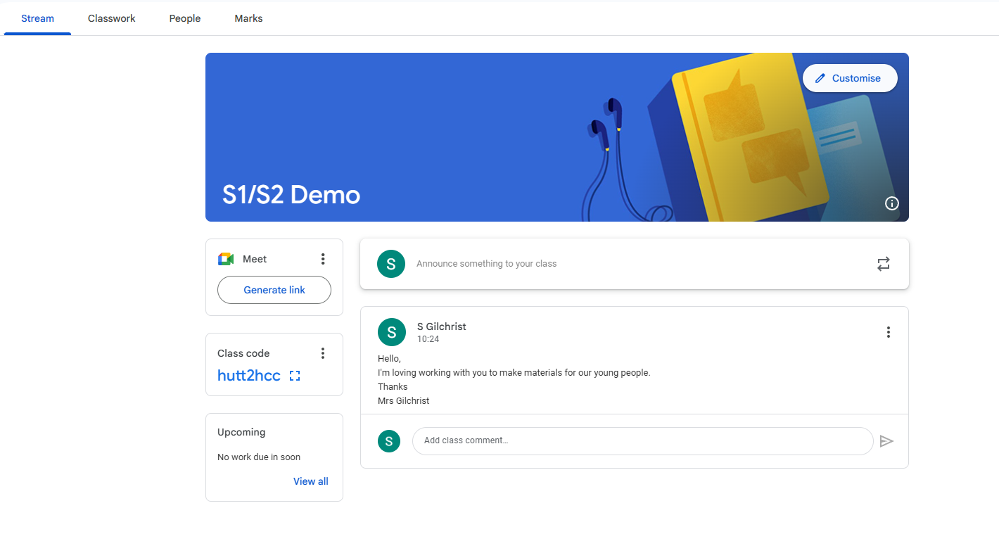 Stream
Classwork
People
Marks
Customise
S1/S2 Demo
Meet
Generate link
Class code
hutt2hcc
Upcoming
No work due in soon
View all
S
Announce something to your class
S
S Gilchrist
10:24
Hello,
I'm loving working with you to make materials for our young people.
Thanks
Mrs Gilchrist
S
Add class comment…